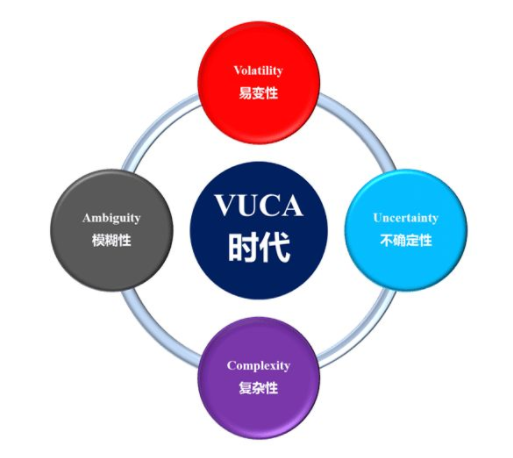 Volatility
易变性
VUCA
时代
Ambiguity
模糊性
Uncertainty
不确定性
Complexity
复杂性